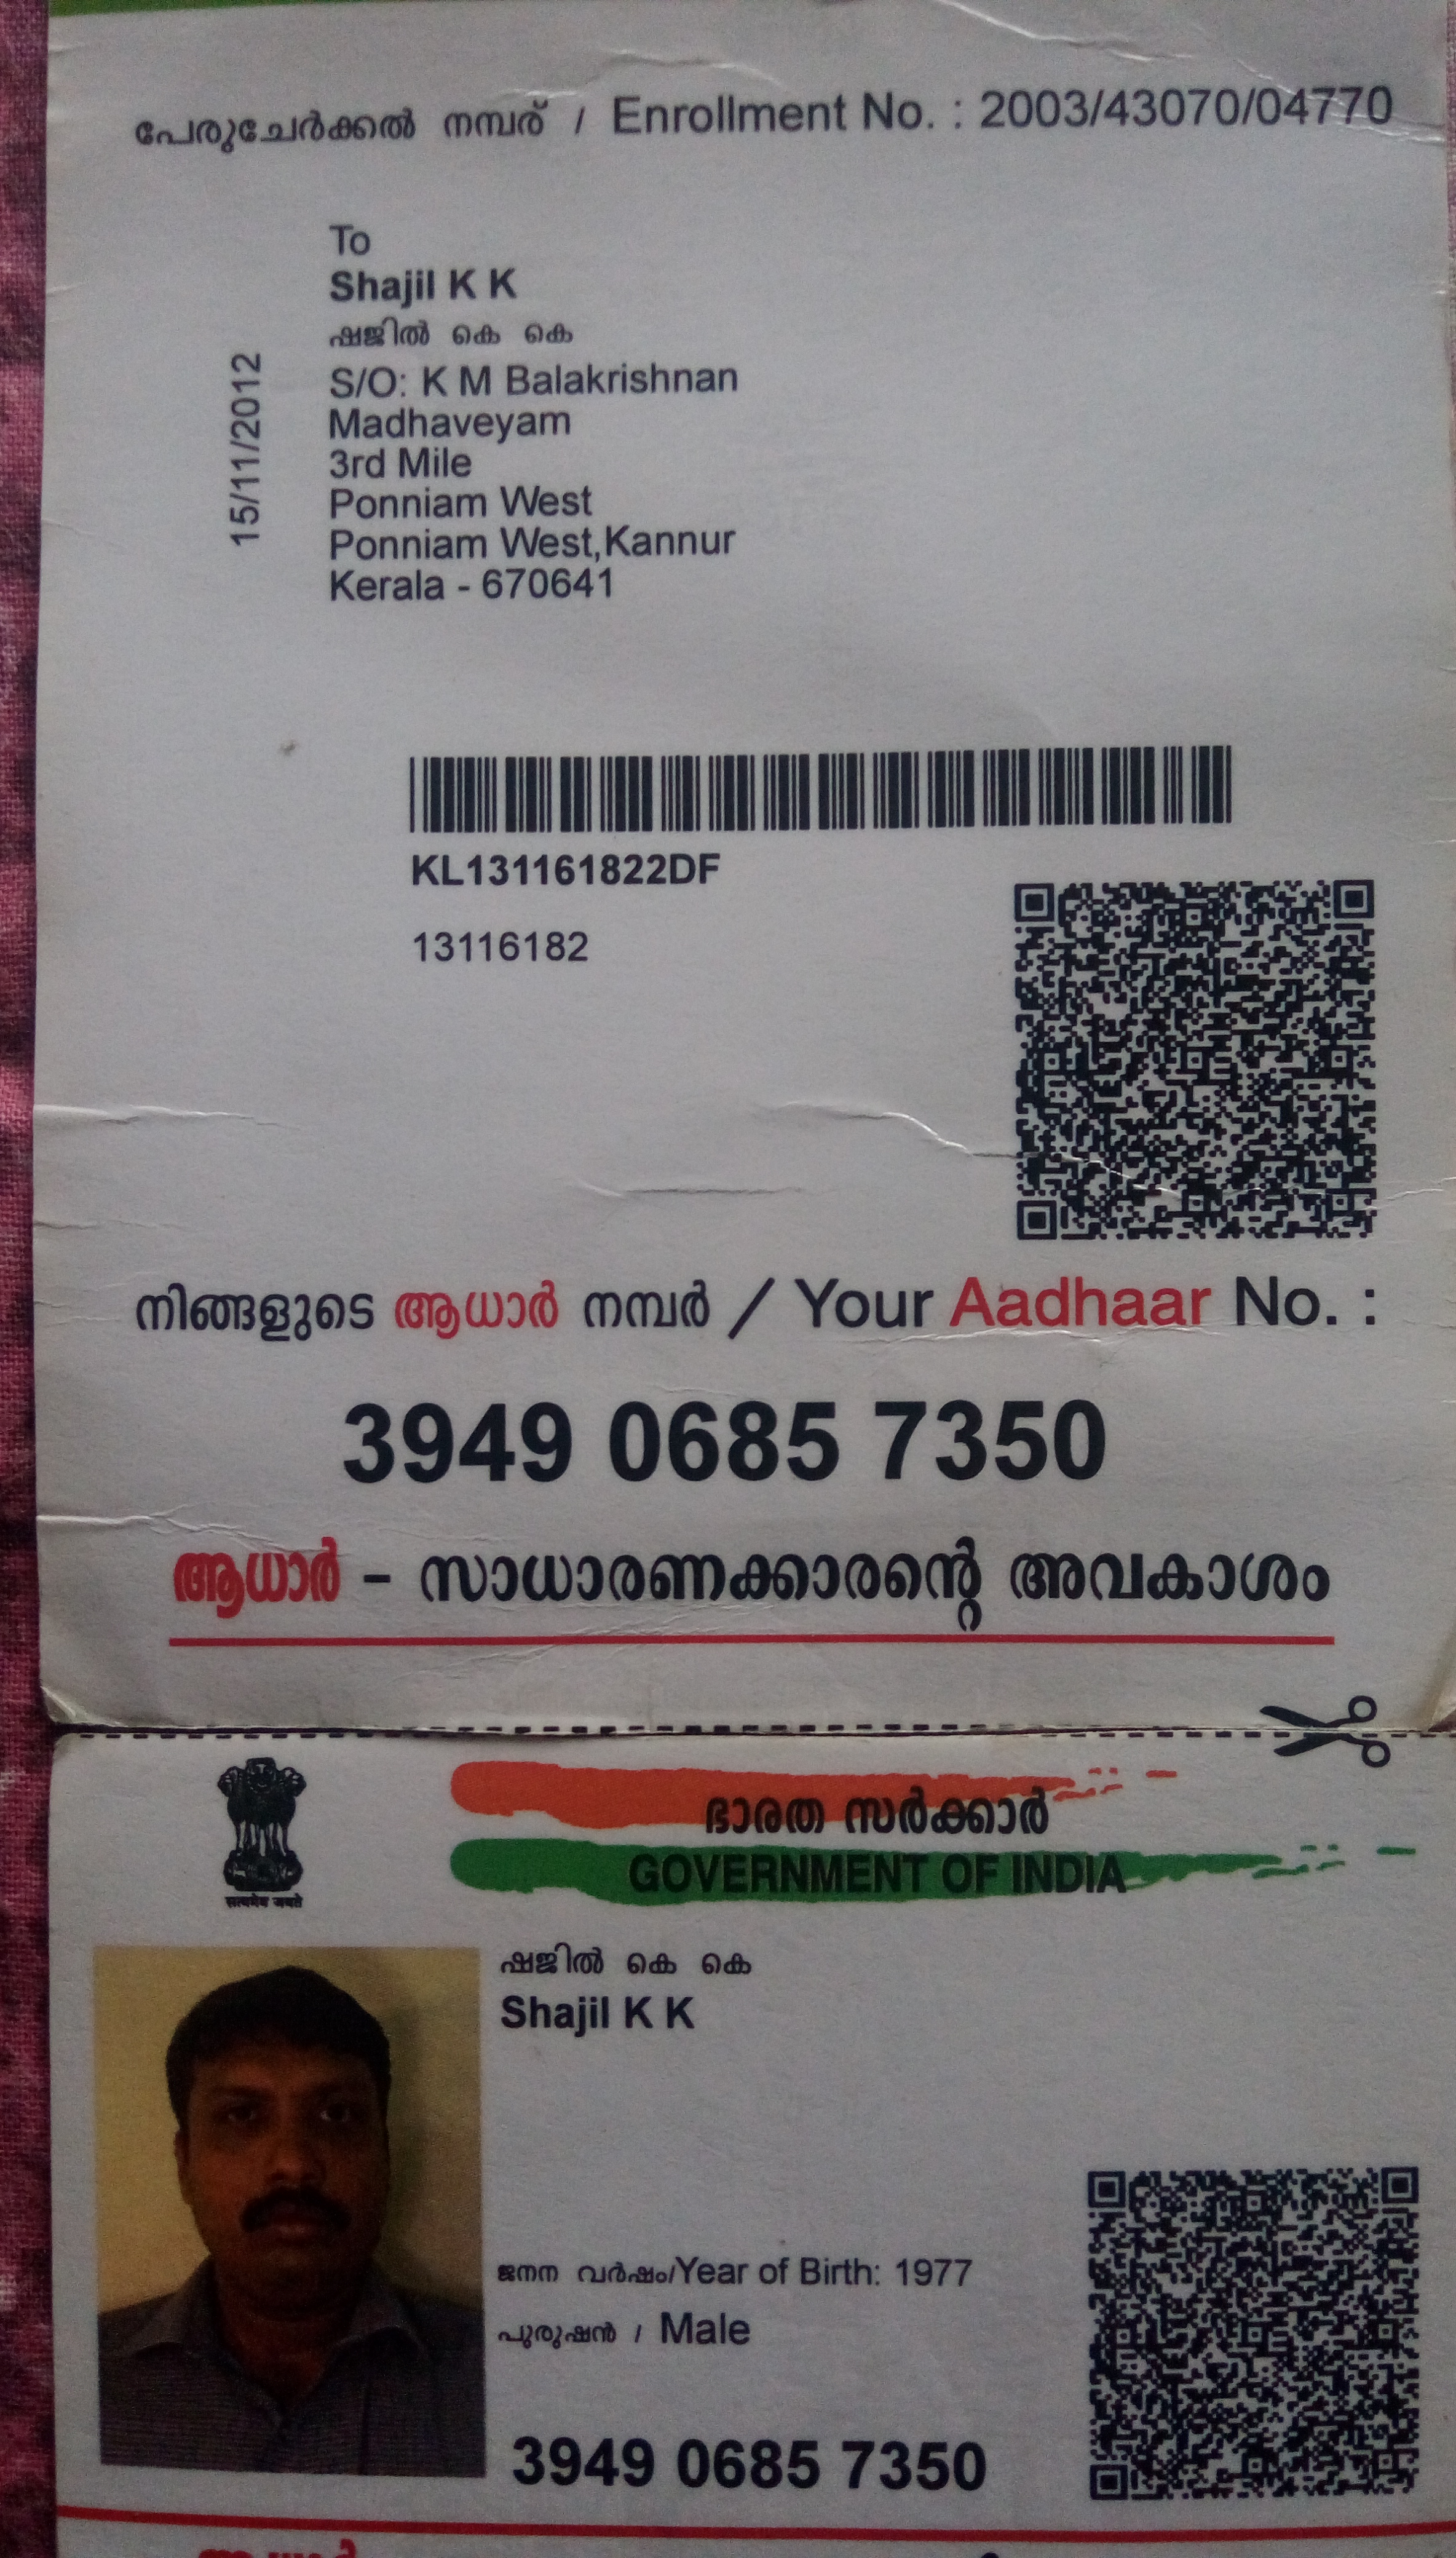 പേരുചേർക്കൽ നമ്പര് / Enrollment No. : 2003/43070/04770
To
Shajil K K
ഷജിൽ കെ കെ
S/O: K M Balakrishnan
Madhaveyam
3rd Mile
Ponniam West
Ponniam West,Kannur
Kerala - 670641
15/11/2012
KL131161822DF
13116182
നിങ്ങളുടെ ആധാർ നമ്പർ / Your Aadhaar No. :
3949 0685 7350
ആധാർ – സാധാരണക്കാരന്റെ അവകാശം
सत्यमेव जयते
ഭാരത സർക്കാർ
GOVERNMENT OF INDIA
ഷജിൽ കെ കെ
Shajil K K
ജനന വർഷം/Year of Birth: 1977
പുരുഷൻ / Male
3949 0685 7350